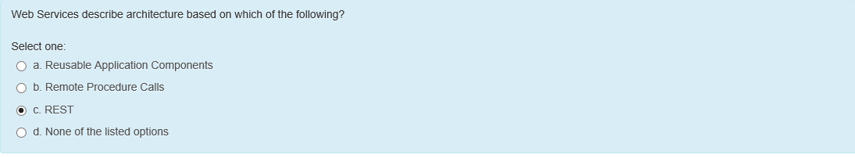 Web Services describe architecture based on which of the following?
Select one:
a. Reusable Application Components
b. Remote Procedure Calls
c. REST
d. None of the listed options